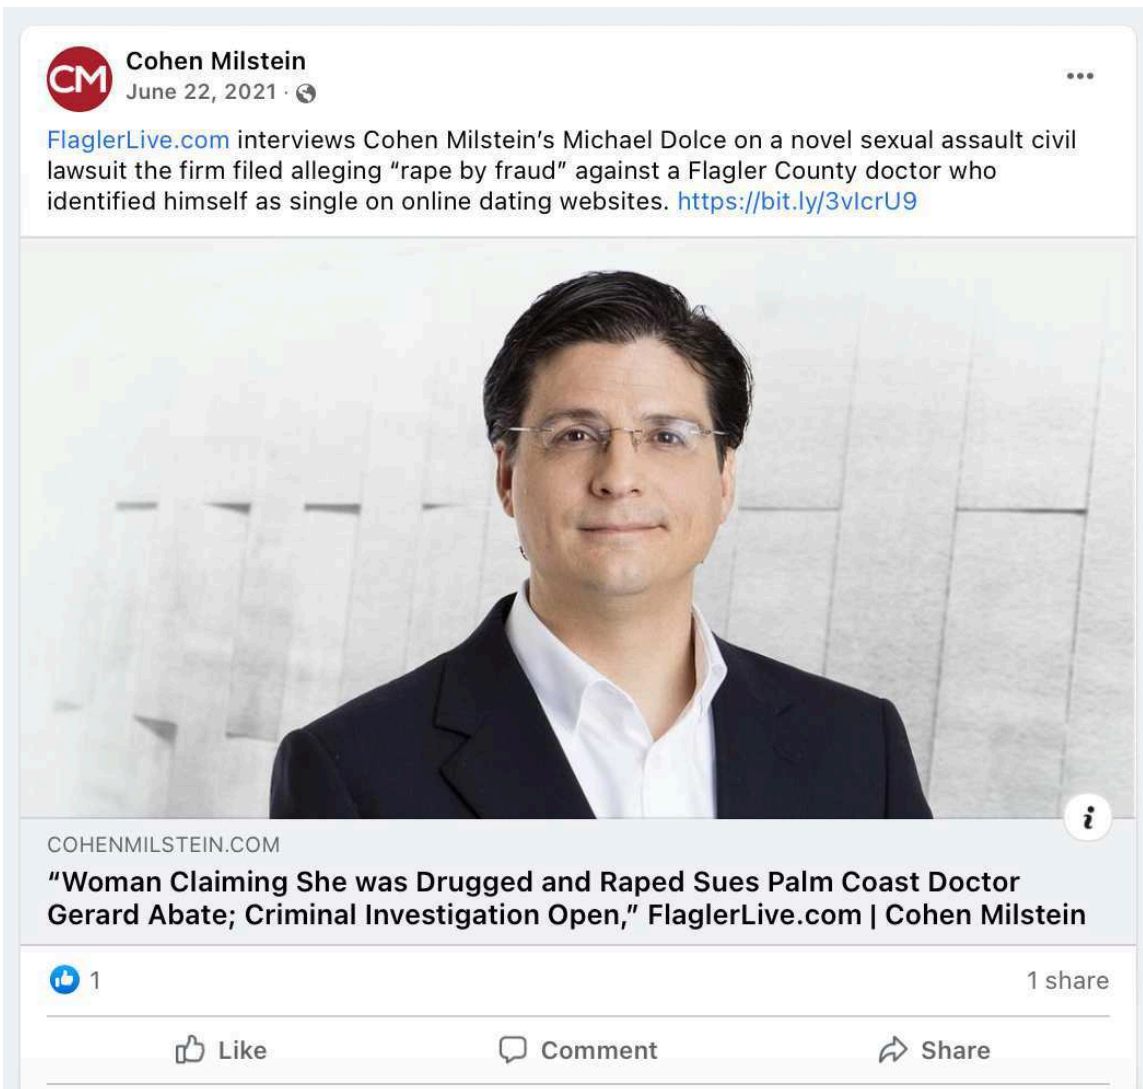 CM
Cohen Milstein
June 22, 2021 ·
FlaglerLive.com interviews Cohen Milstein’s Michael Dolce on a novel sexual assault civil
lawsuit the firm filed alleging “rape by fraud” against a Flagler County doctor who
identified himself as single on online dating websites. https://bit.ly/3vIcrU9
i
COHENMILSTEIN.COM
“Woman Claiming She was Drugged and Raped Sues Palm Coast Doctor
Gerard Abate; Criminal Investigation Open,” FlaglerLive.com | Cohen Milstein
1
1 share
Like
Comment
Share